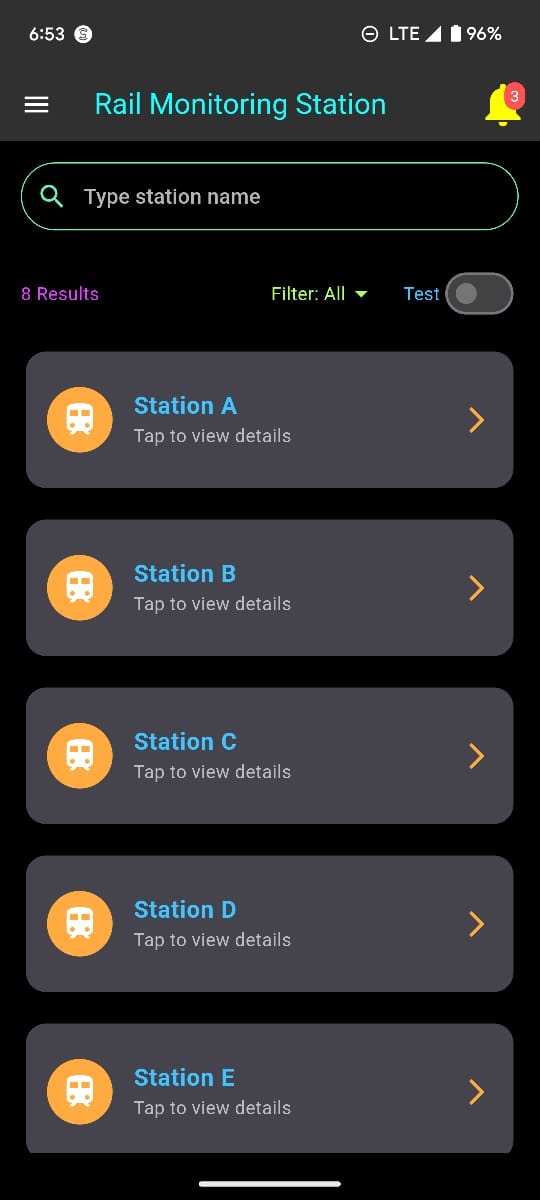 6:53 LTE 96%
Rail Monitoring Station 3
Type station name
8 Results Filter: All Test
Station A
Tap to view details
Station B
Tap to view details
Station C
Tap to view details
Station D
Tap to view details
Station E
Tap to view details